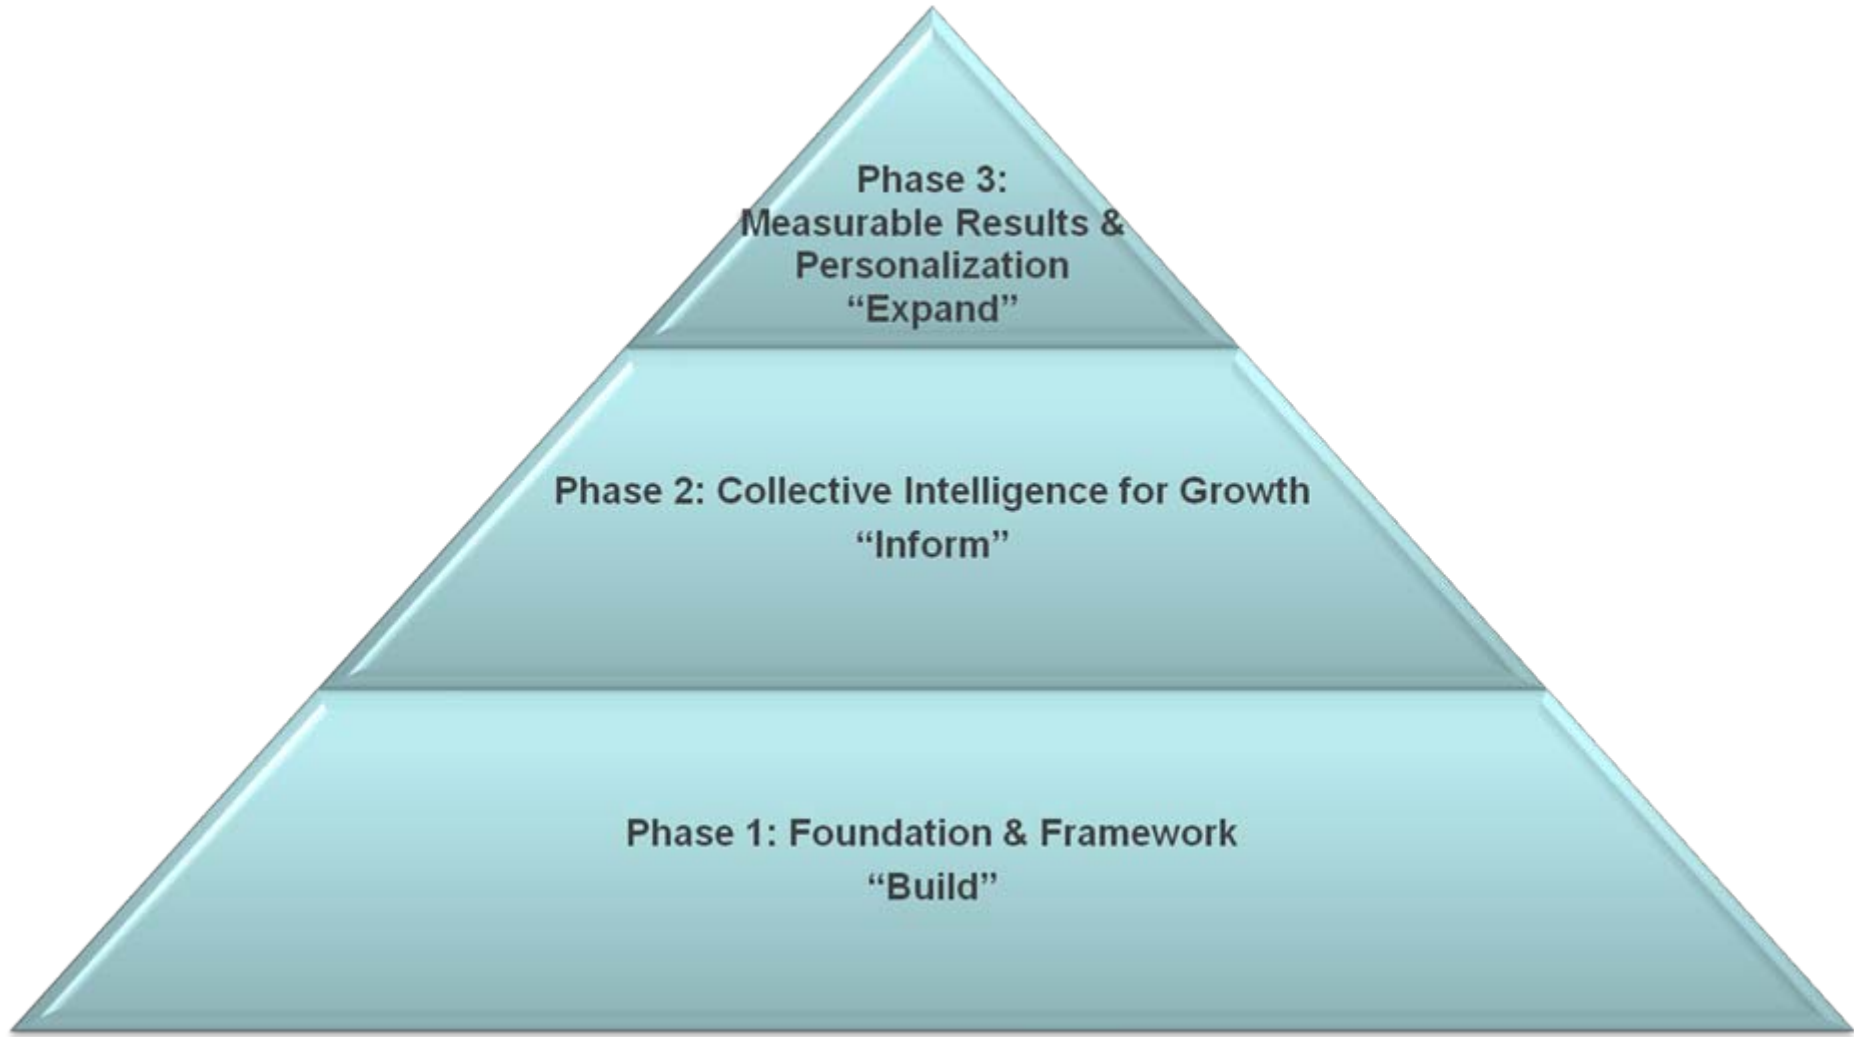 Phase 3:
Measurable Results &
Personalization
“Expand”
Phase 2: Collective Intelligence for Growth
“Inform”
Phase 1: Foundation & Framework
“Build”